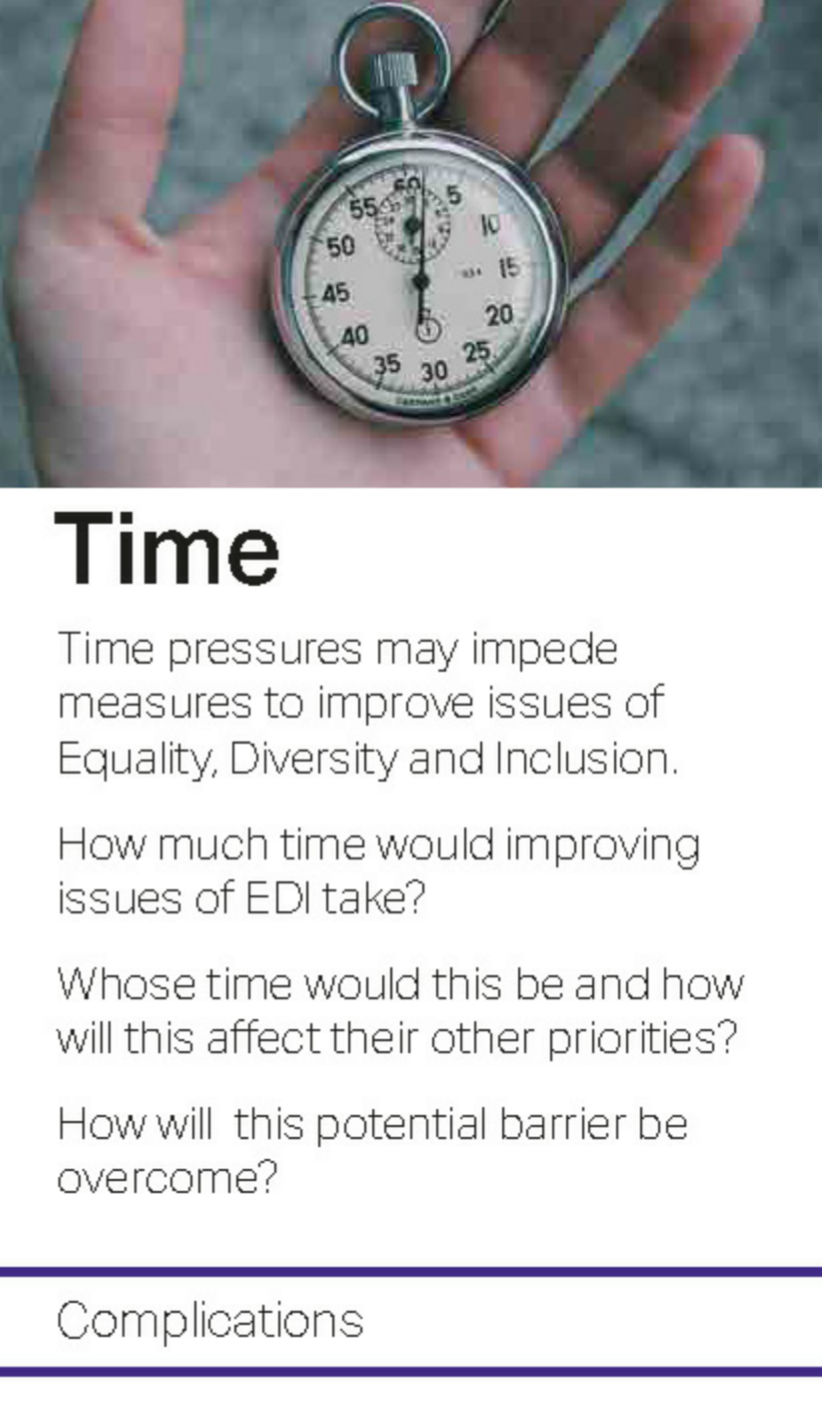 60
55
5
10
50
15
45
20
40
25
35
30
Time
Time pressures may impede
measures to improve issues of
Equality, Diversity and Inclusion.
How much time would improving
issues of EDI take?
Whose time would this be and how
will this affect their other priorities?
How will  this potential barrier be
overcome?
Complications